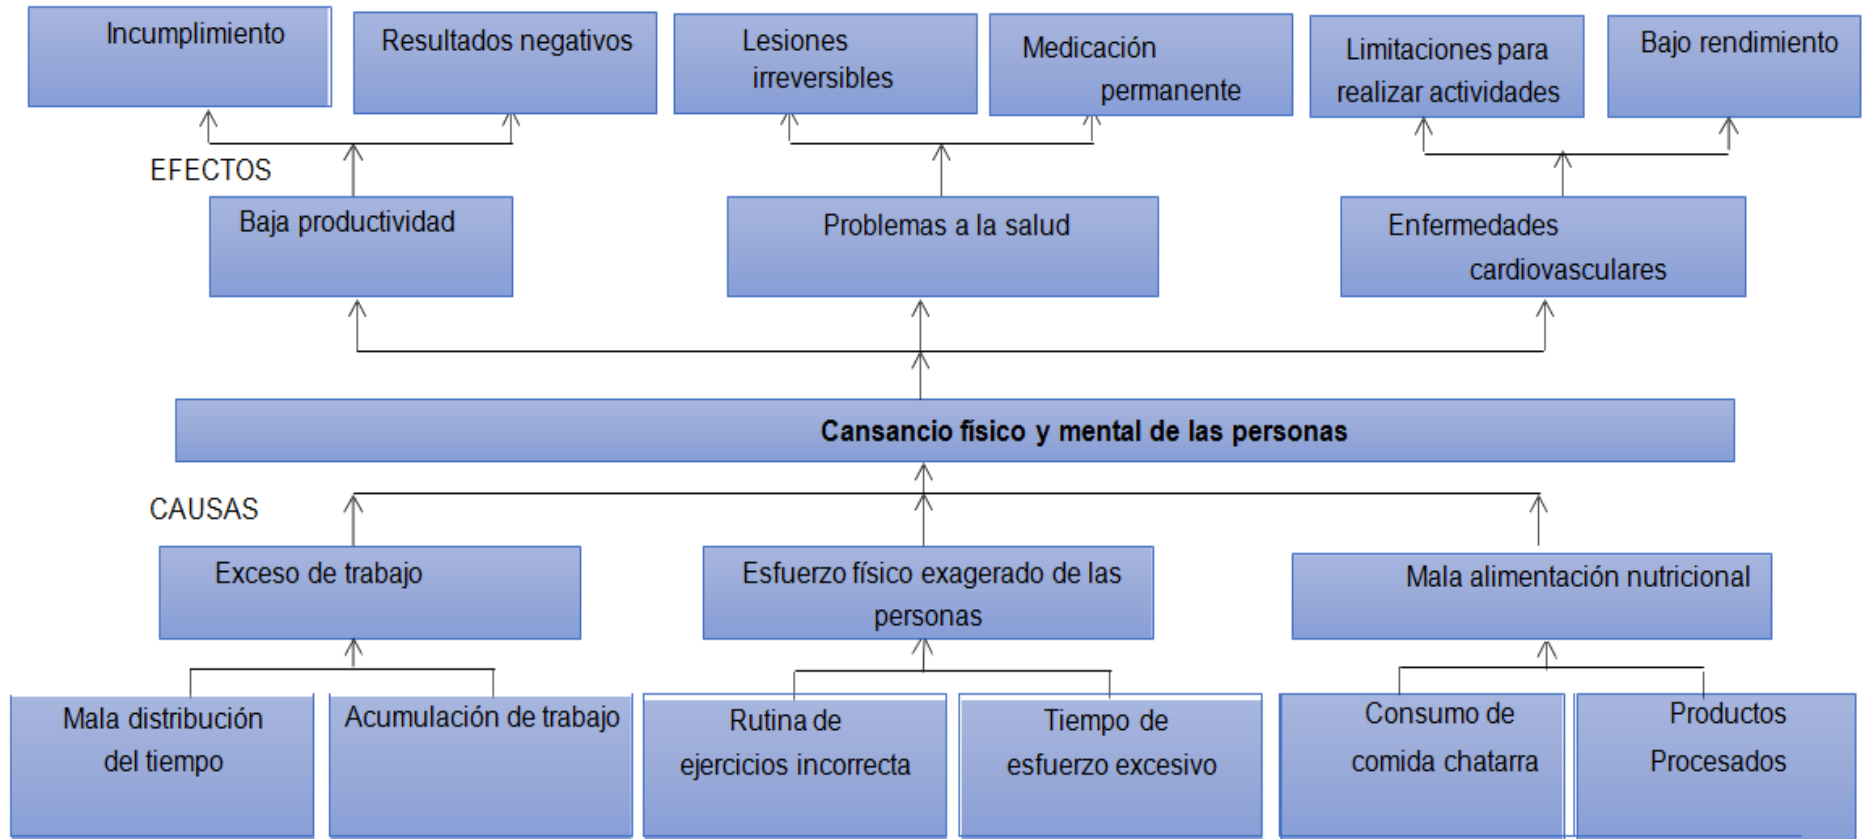 Incumplimiento
Resultados negativos
Lesiones
irreversibles
Medicación
permanente
Limitaciones para
realizar actividades
Bajo rendimiento
EFECTOS
Baja productividad
Problemas a la salud
Enfermedades
cardiovasculares
Cansancio físico y mental de las personas
CAUSAS
Exceso de trabajo
Esfuerzo físico exagerado de las
personas
Mala alimentación nutricional
Mala distribución
del tiempo
Acumulación de trabajo
Rutina de
ejercicios incorrecta
Tiempo de
esfuerzo excesivo
Consumo de
comida chatarra
Productos
Procesados